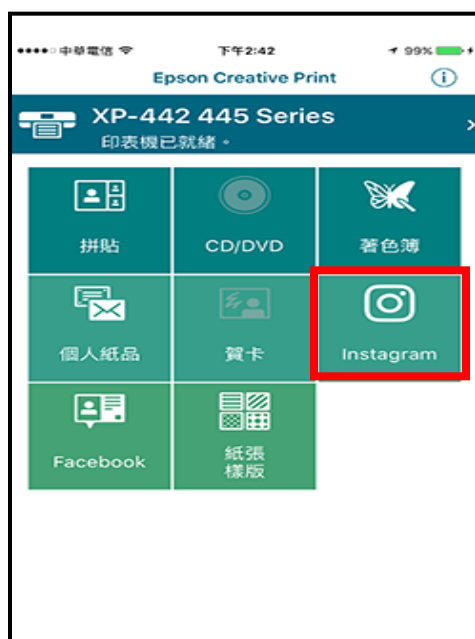 中華電信 下午2:42 99%
Epson Creative Print
XP-442 445 Series
印表機已就緒。
拼貼 CD/DVD 著色簿
個人紙品 賀卡 Instagram
Facebook 紙張
樣版